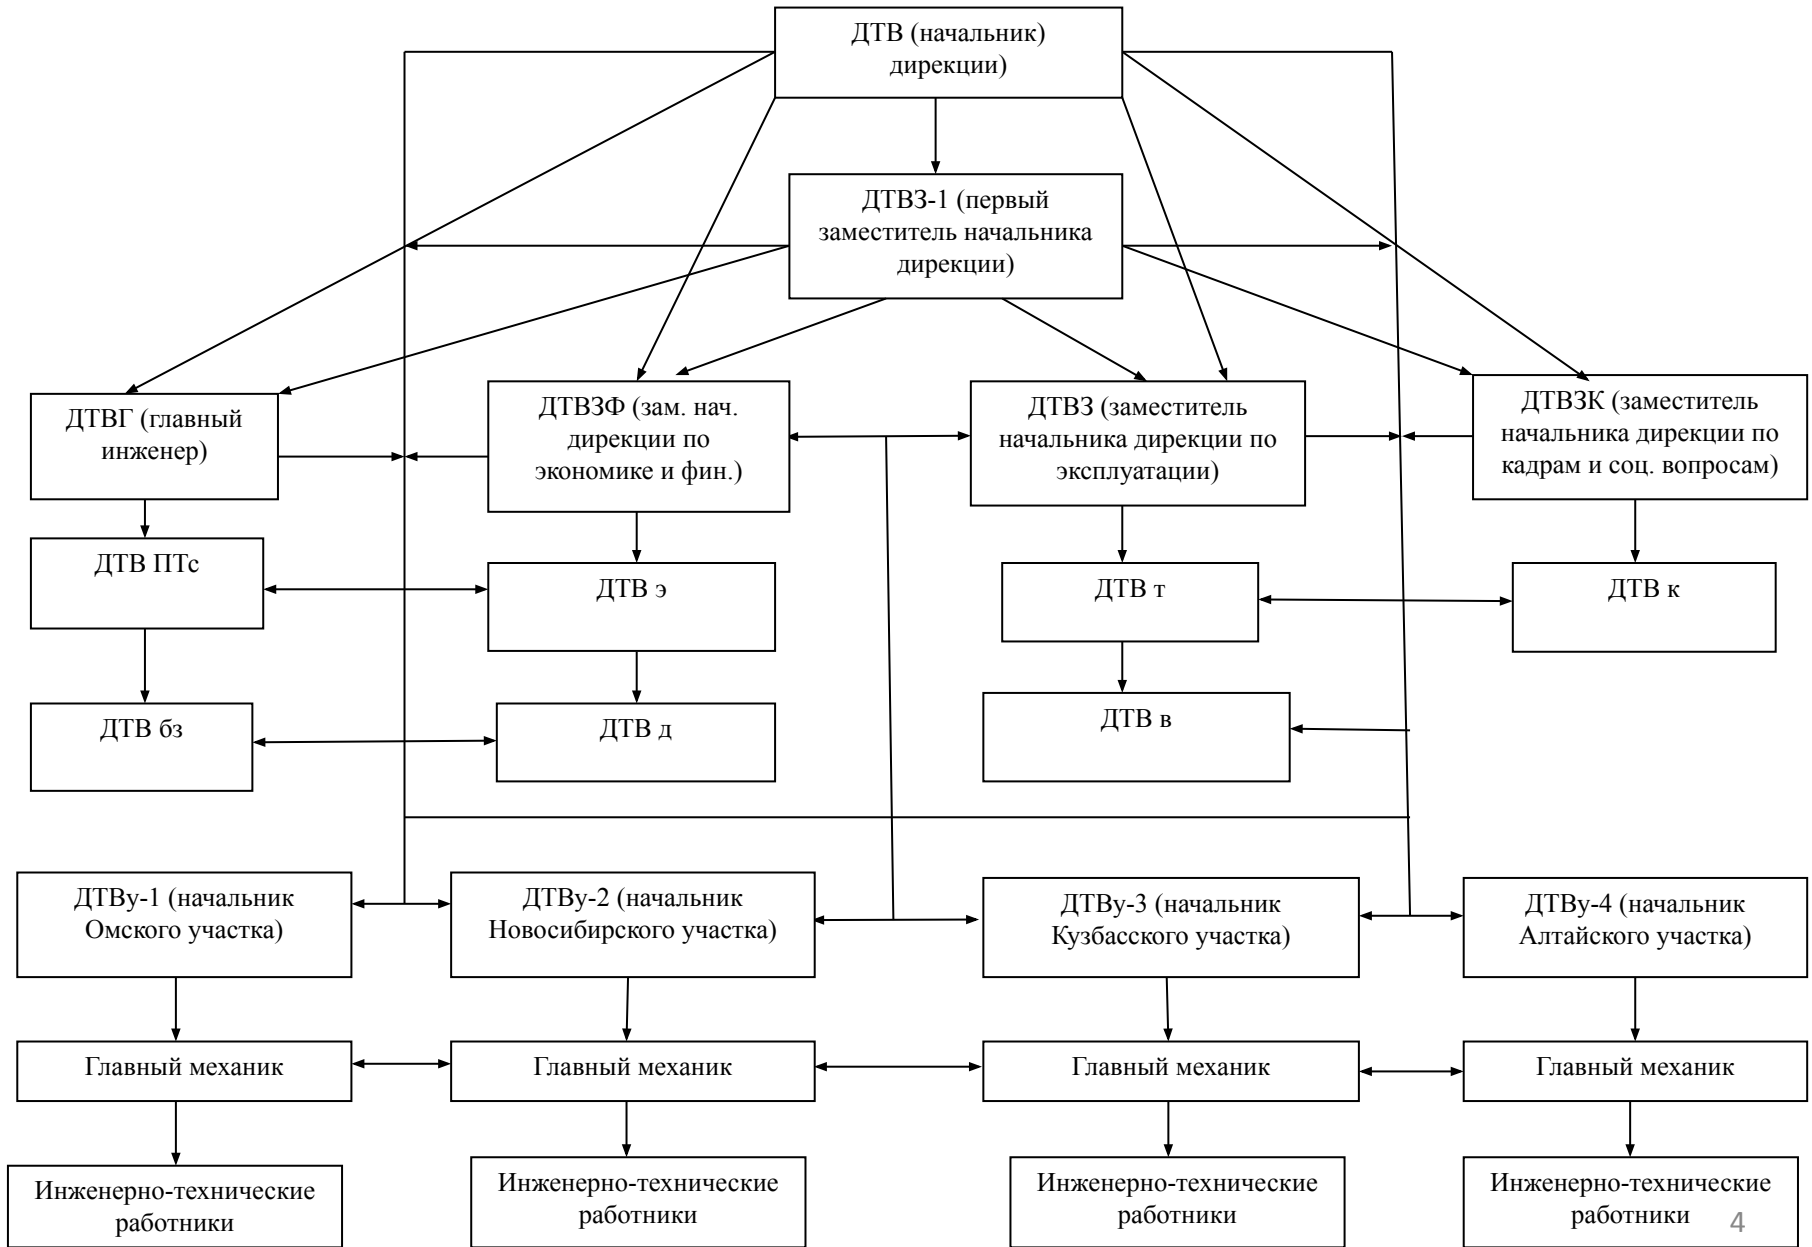 ДТВ (начальник)
дирекции)
ДТВЗ-1 (первый
заместитель начальника
дирекции)
ДТВГ (главный
инженер)
ДТВЗФ (зам. нач.
дирекции по
экономике и фин.)
ДТВЗ (заместитель
начальника дирекции по
эксплуатации)
ДТВЗК (заместитель
начальника дирекции по
кадрам и соц. вопросам)
ДТВ ПТс
ДТВ э
ДТВ т
ДТВ к
ДТВ бз
ДТВ д
ДТВ в
ДТВу-1 (начальник
Омского участка)
ДТВу-2 (начальник
Новосибирского участка)
ДТВу-3 (начальник
Кузбасского участка)
ДТВу-4 (начальник
Алтайского участка)
Главный механик
Главный механик
Главный механик
Главный механик
Инженерно-технические
работники
Инженерно-технические
работники
Инженерно-технические
работники
Инженерно-технические
работники
4